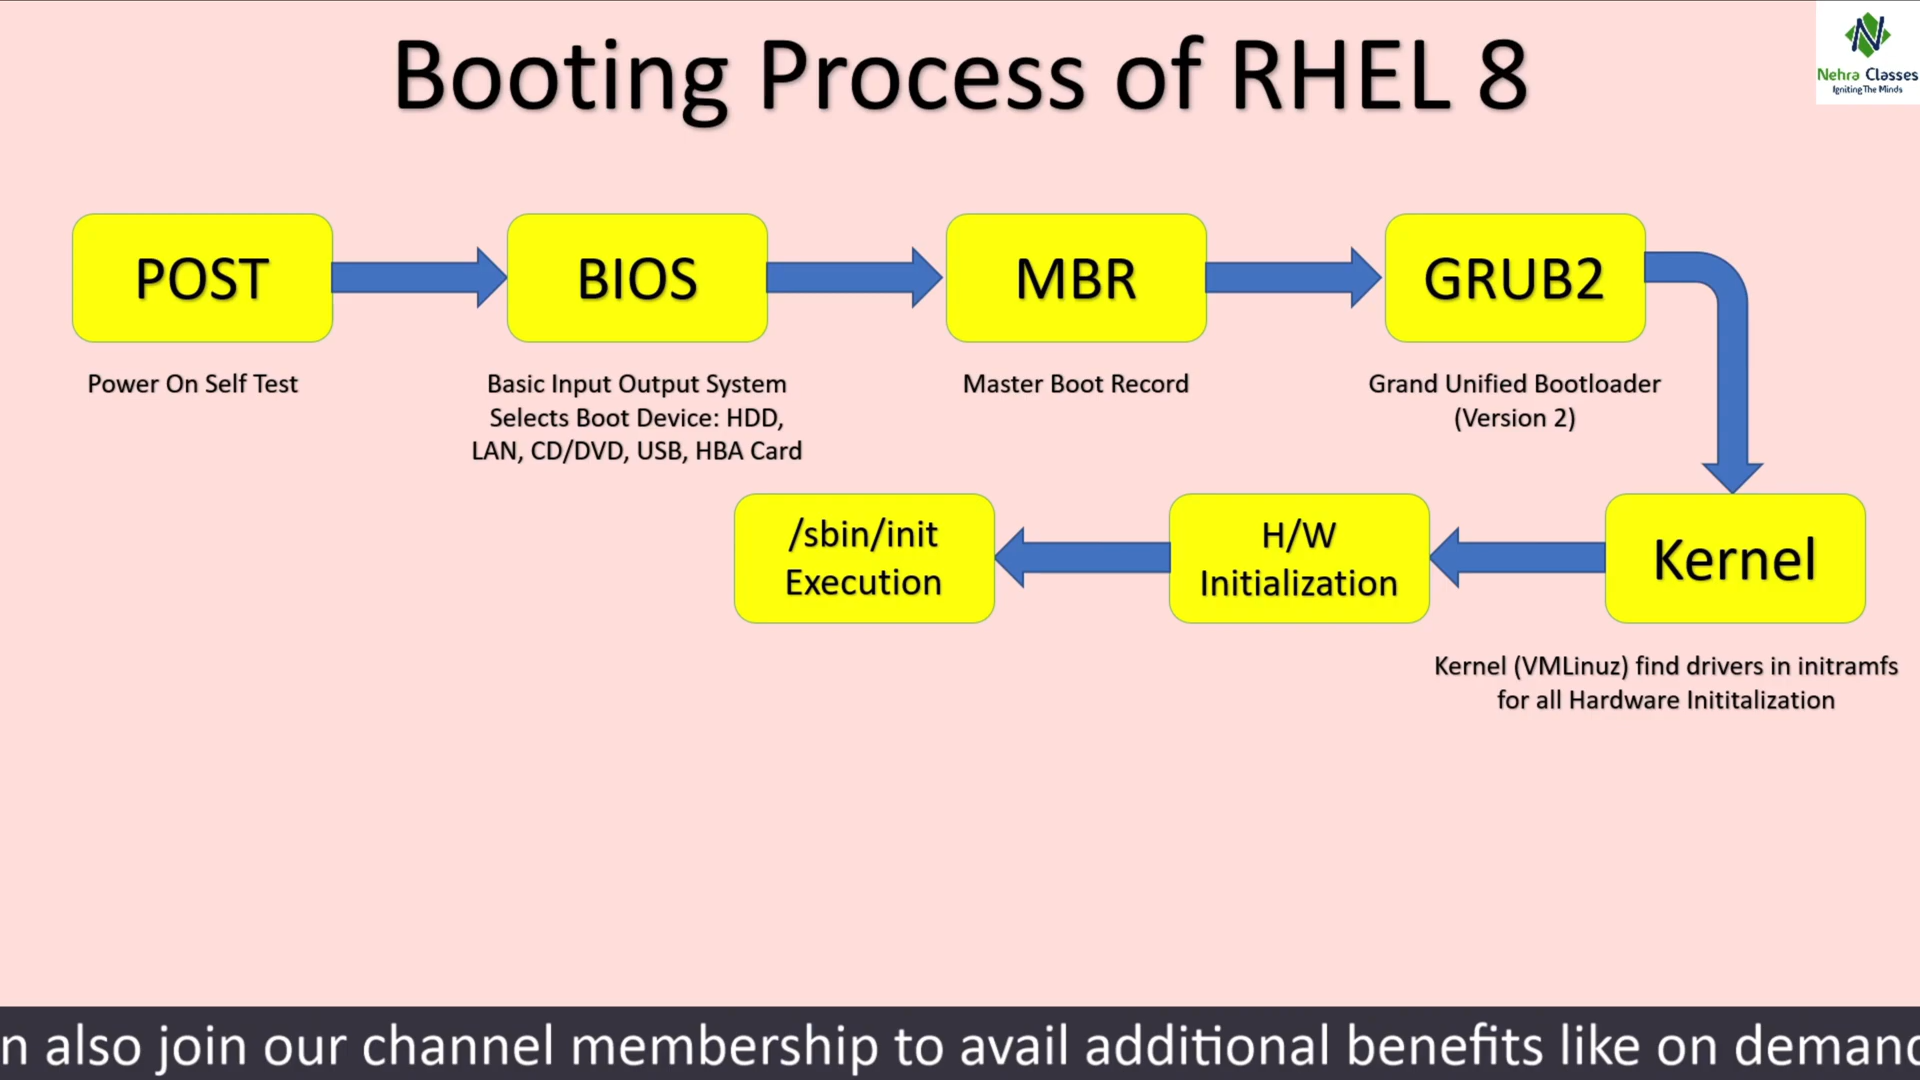 Booting Process of RHEL 8
Nehra Classes
Igniting The Minds
POST
BIOS
MBR
GRUB2
Power On Self Test
Basic Input Output System
Selects Boot Device: HDD,
LAN, CD/DVD, USB, HBA Card
Master Boot Record
Grand Unified Bootloader
(Version 2)
/sbin/init
Execution
H/W
Initialization
Kernel
Kernel (VMLinuz) find drivers in initramfs
for all Hardware Inititalization
n also join our channel membership to avail additional benefits like on demand